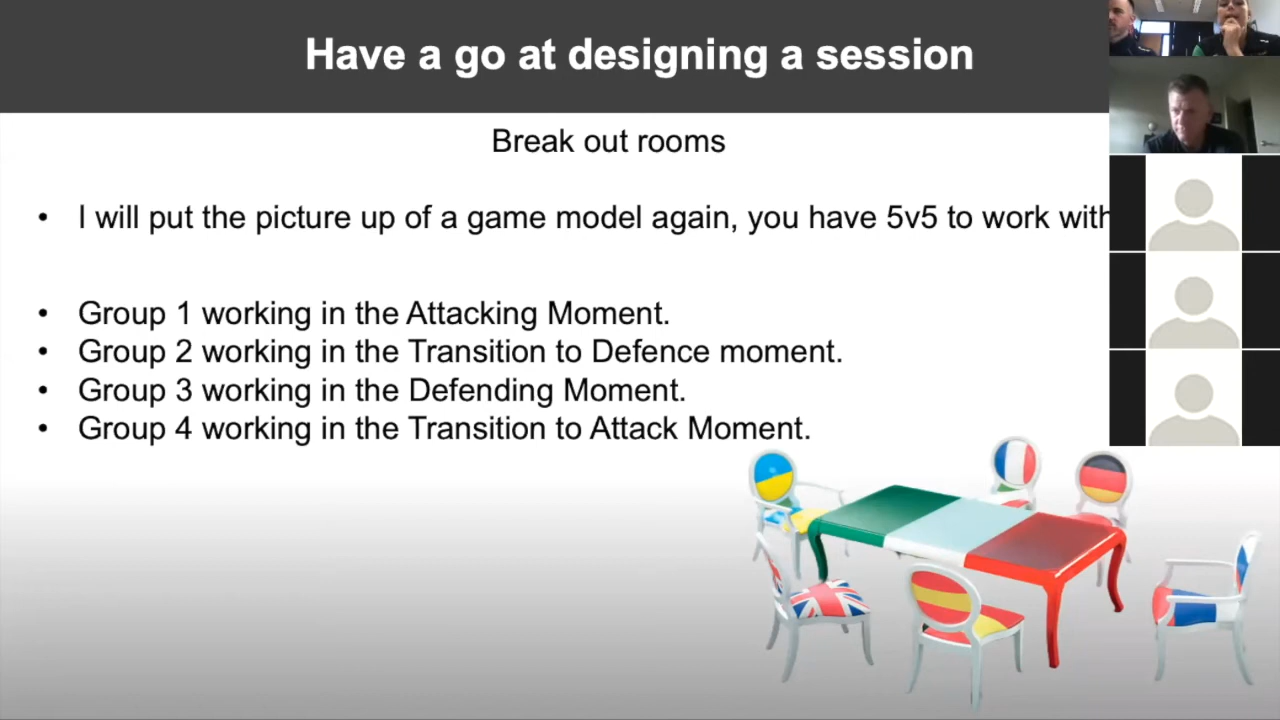 Have a go at designing a session
Break out rooms
• I will put the picture up of a game model again, you have 5v5 to work with
• Group 1 working in the Attacking Moment.
• Group 2 working in the Transition to Defence moment.
• Group 3 working in the Defending Moment.
• Group 4 working in the Transition to Attack Moment.